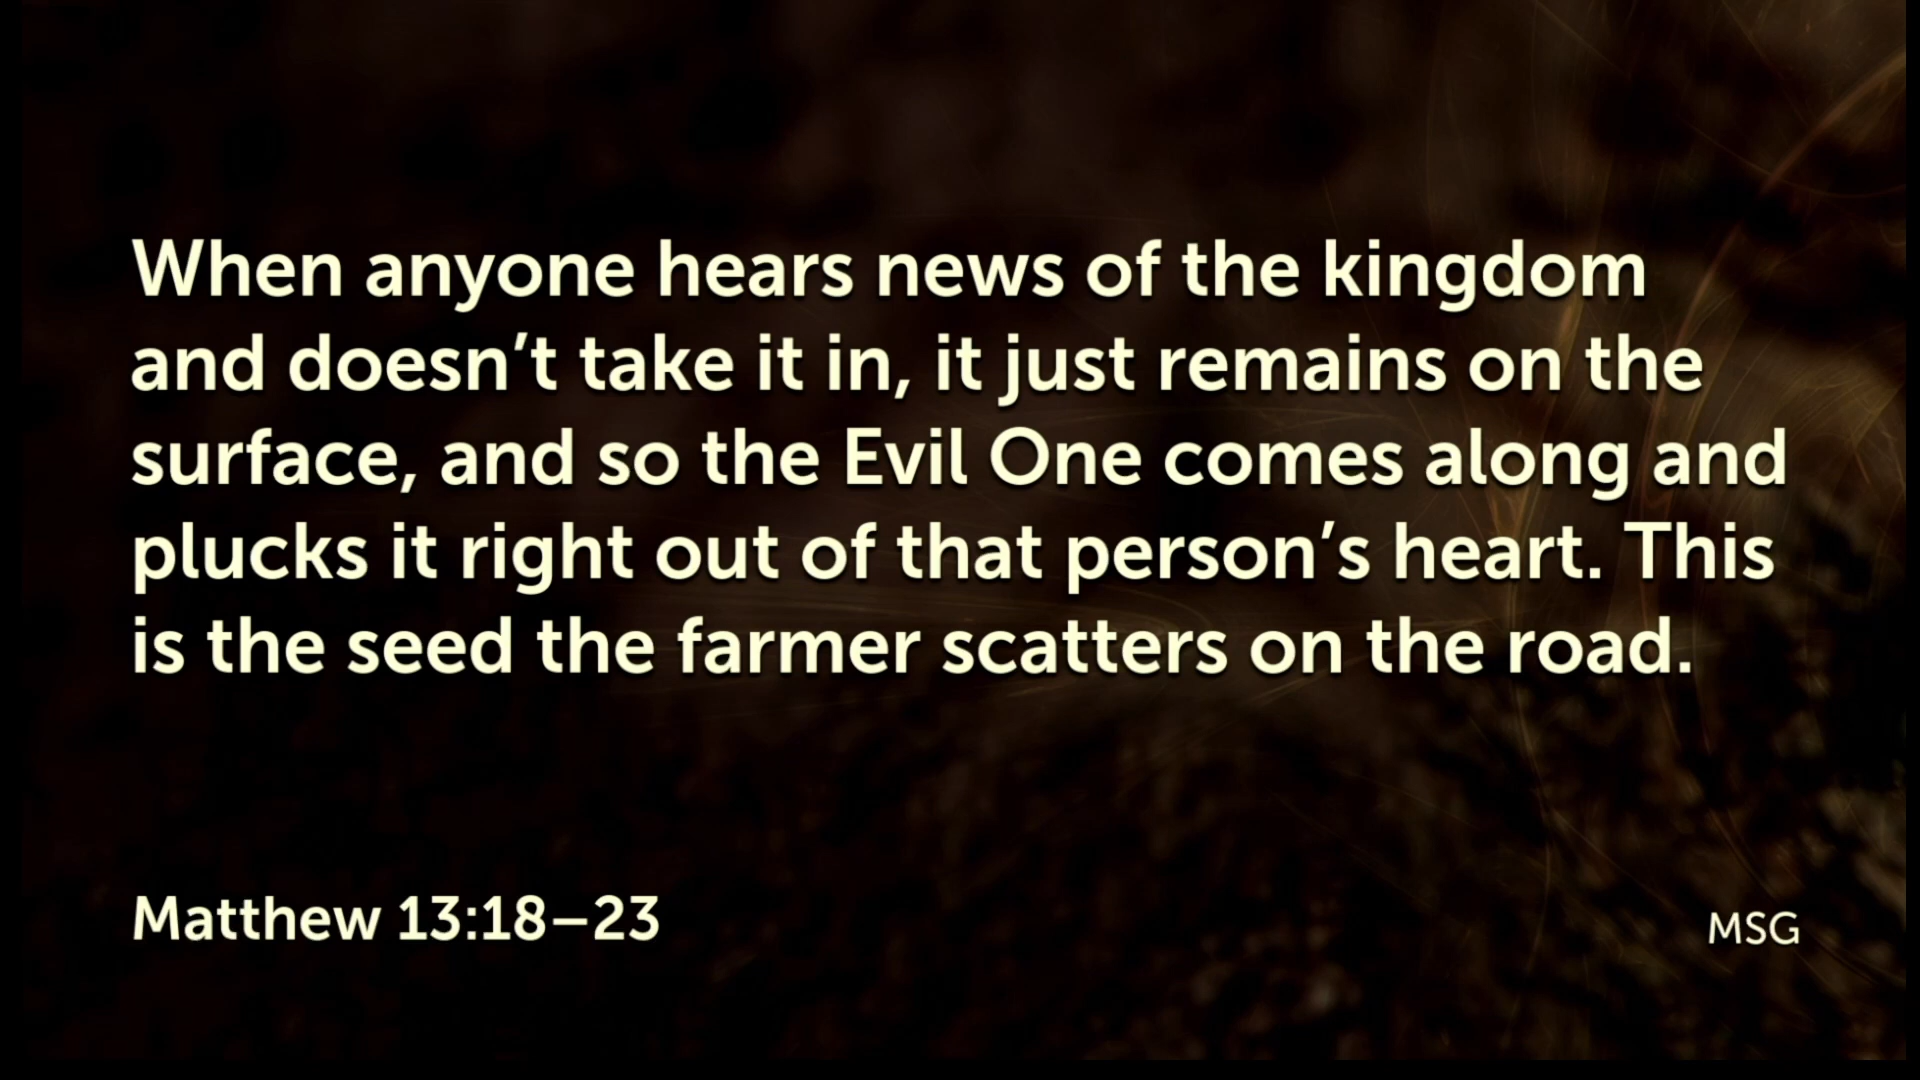 When anyone hears news of the kingdom
and doesn’t take it in, it just remains on the
surface, and so the Evil One comes along and
plucks it right out of that person’s heart. This
is the seed the farmer scatters on the road.
Matthew 13:18–23
MSG